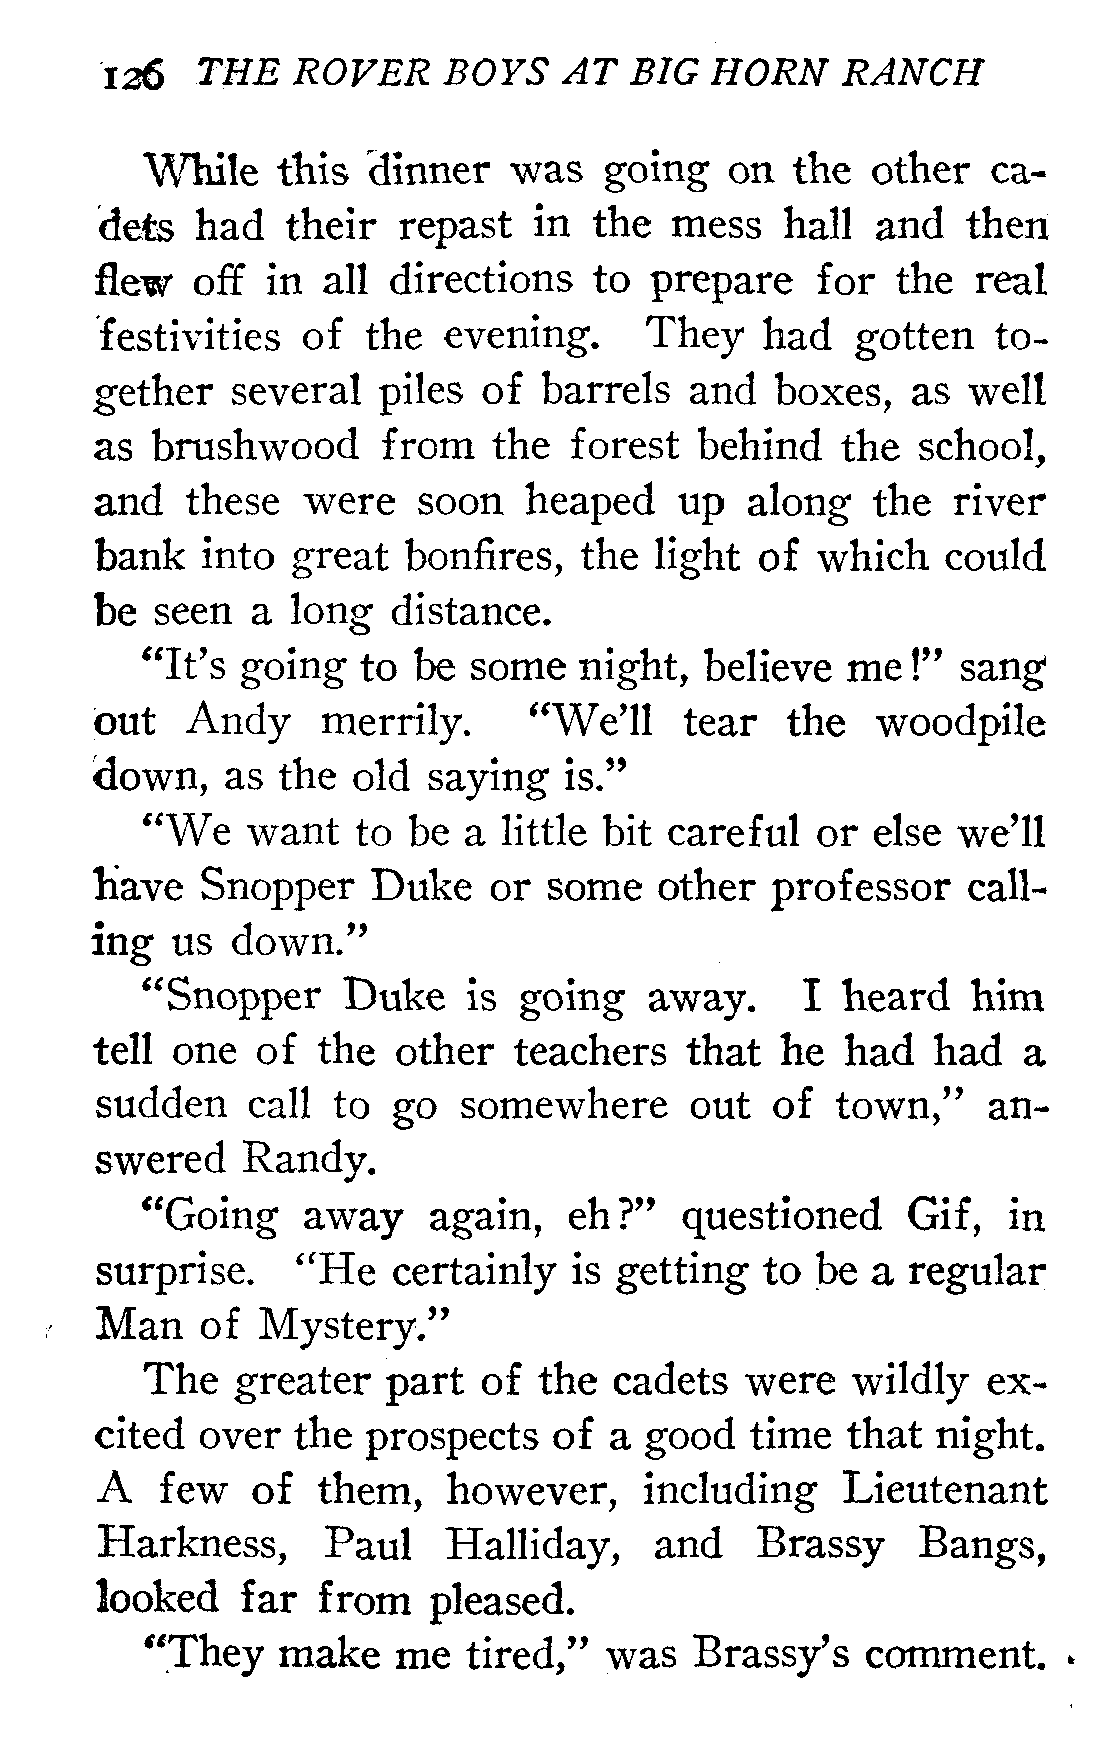 126 THE ROVER BOYS AT BIG HORN RANCH
While this dinner was going on the other ca-
dets had their repast in the mess hall and then
flew off in all directions to prepare for the real
festivities of the evening. They had gotten to-
gether several piles of barrels and boxes, as well
as brushwood from the forest behind the school,
and these were soon heaped up along the river
bank into great bonfires, the light of which could
be seen a long distance.
“It’s going to be some night, believe me!” sang
out Andy merrily. “We’ll tear the woodpile
down, as the old saying is.”
“We want to be a little bit careful or else we’ll
have Snopper Duke or some other professor call-
ing us down.”
“Snopper Duke is going away. I heard him
tell one of the other teachers that he had had a
sudden call to go somewhere out of town,” an-
swered Randy.
“Going away again, eh?” questioned Gif, in
surprise. “He certainly is getting to be a regular
Man of Mystery.”
The greater part of the cadets were wildly ex-
cited over the prospects of a good time that night.
A few of them, however, including Lieutenant
Harkness, Paul Halliday, and Brassy Bangs,
looked far from pleased.
“They make me tired,” was Brassy’s comment.